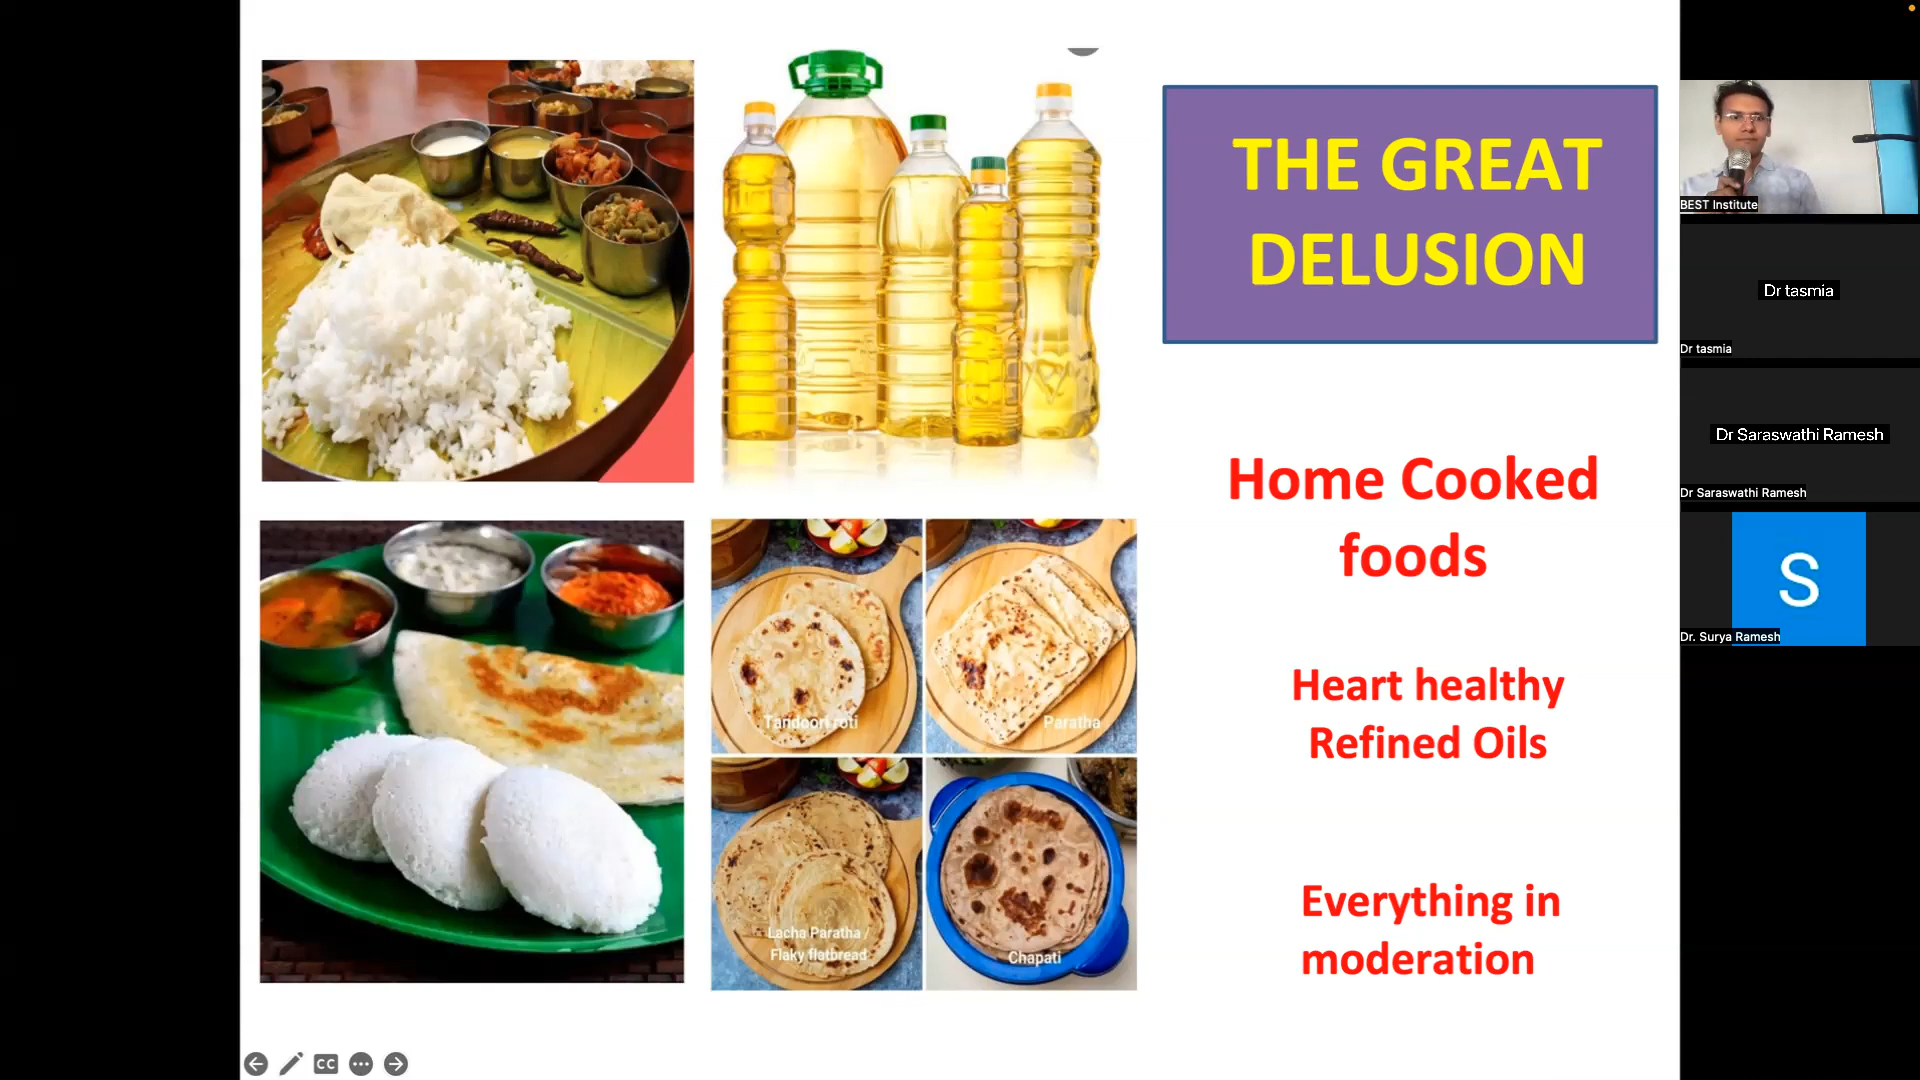 THE GREAT
DELUSION
Home Cooked
foods
Heart healthy
Refined Oils
Everything in
moderation
Tandoori roti
Paratha
Lacha Paratha /
Flaky flatbread
Chapati
BEST Institute
Dr tasmia
Dr tasmia
Dr Saraswathi Ramesh
Dr Saraswathi Ramesh
S
Dr. Surya Ramesh
CC